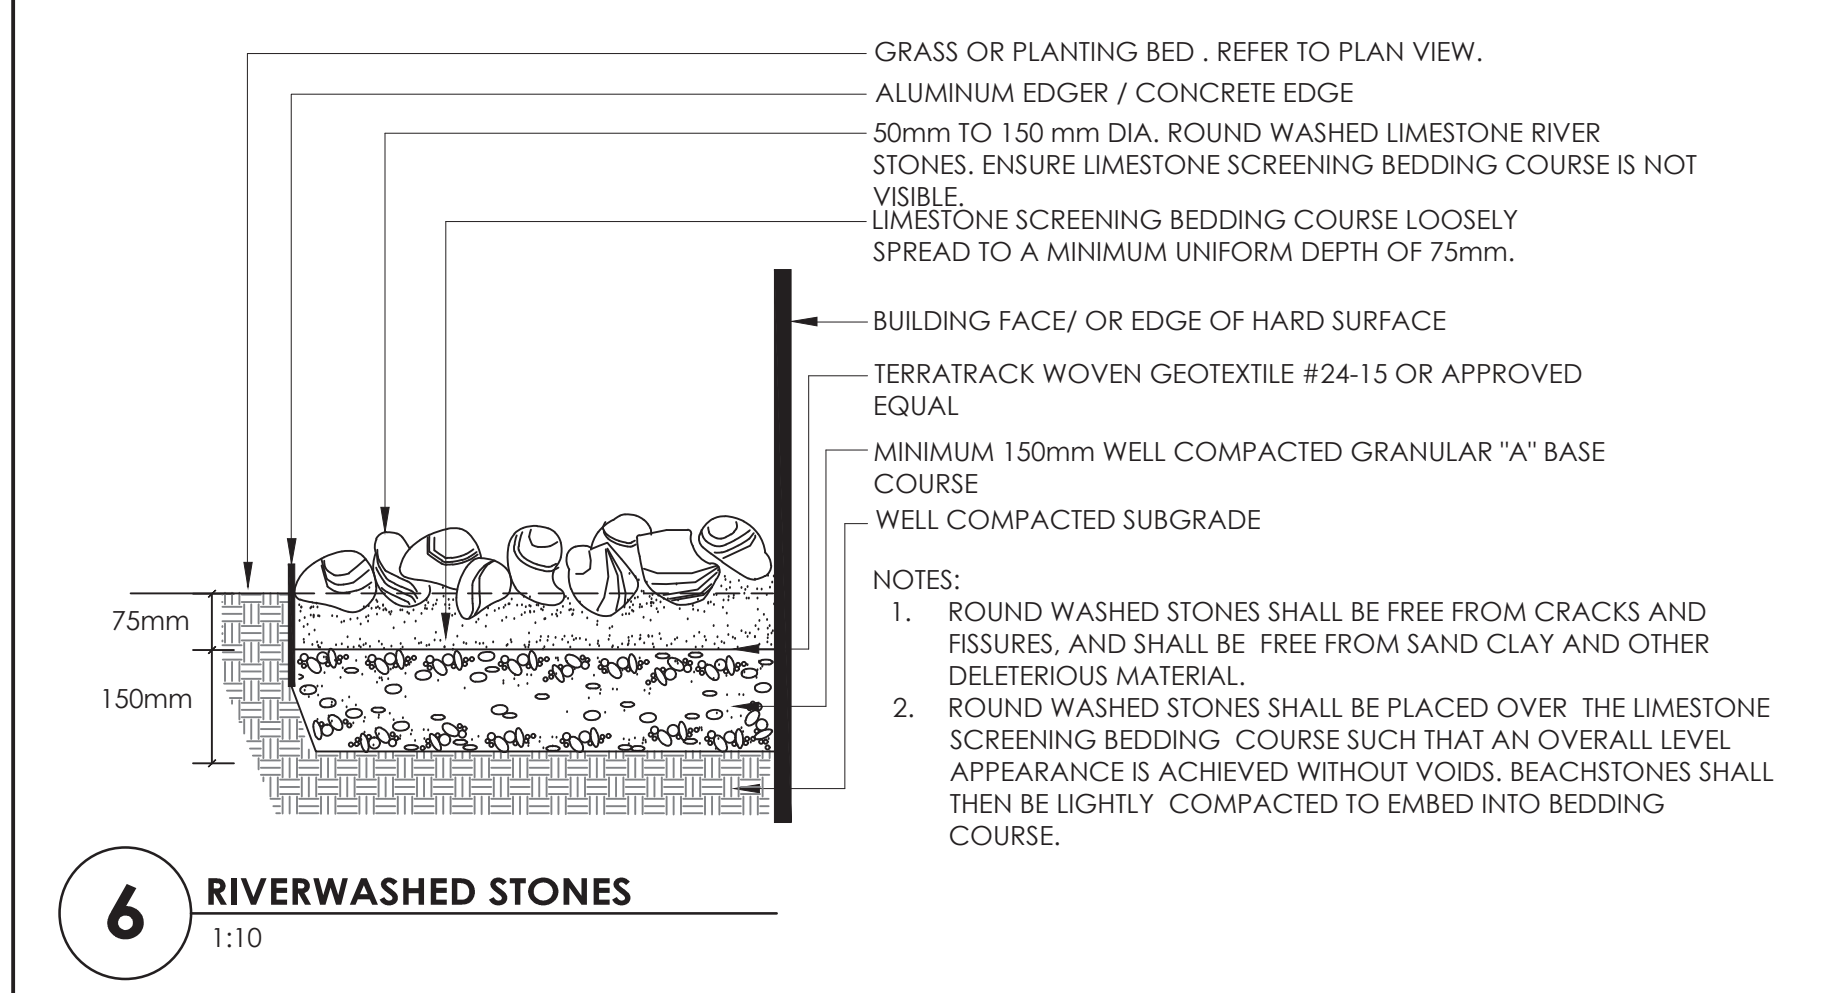 GRASS OR PLANTING BED . REFER TO PLAN VIEW.
ALUMINUM EDGER / CONCRETE EDGE
50mm TO 150 mm DIA. ROUND WASHED LIMESTONE RIVER
STONES. ENSURE LIMESTONE SCREENING BEDDING COURSE IS NOT
VISIBLE.
LIMESTONE SCREENING BEDDING COURSE LOOSELY
SPREAD TO A MINIMUM UNIFORM DEPTH OF 75mm.
BUILDING FACE/ OR EDGE OF HARD SURFACE
TERRATRACK WOVEN GEOTEXTILE #24-15 OR APPROVED
EQUAL
MINIMUM 150mm WELL COMPACTED GRANULAR "A" BASE
COURSE
WELL COMPACTED SUBGRADE
75mm
150mm
NOTES:
1. ROUND WASHED STONES SHALL BE FREE FROM CRACKS AND
FISSURES, AND SHALL BE FREE FROM SAND CLAY AND OTHER
DELETERIOUS MATERIAL.
2. ROUND WASHED STONES SHALL BE PLACED OVER THE LIMESTONE
SCREENING BEDDING COURSE SUCH THAT AN OVERALL LEVEL
APPEARANCE IS ACHIEVED WITHOUT VOIDS. BEACHSTONES SHALL
THEN BE LIGHTLY COMPACTED TO EMBED INTO BEDDING
COURSE.
6
RIVERWASHED STONES
1:10